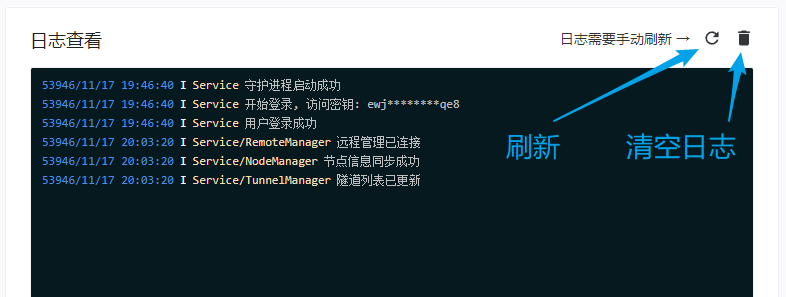 日志查看
日志需要手动刷新 →
53946/11/17 19:46:40 I Service 守护进程启动成功
53946/11/17 19:46:40 I Service 开始登录, 访问密钥: ewj********qe8
53946/11/17 19:46:40 I Service 用户登录成功
53946/11/17 20:03:20 I Service/RemoteManager 远程管理已连接
53946/11/17 20:03:20 I Service/NodeManager 节点信息同步成功
53946/11/17 20:03:20 I Service/TunnelManager 隧道列表已更新
刷新
清空日志